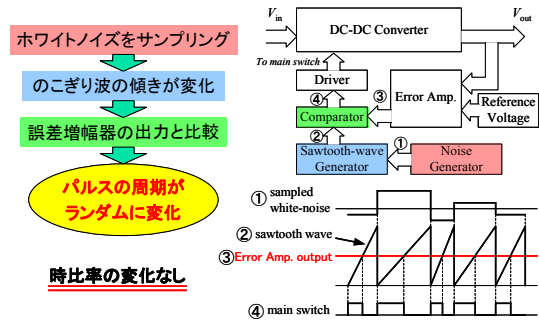 ホワイトノイズをサンプリング
のこぎり波の傾きが変化
誤差増幅器の出力と比較
パルスの周期が
ランダムに変化
時比率の変化なし
Vin
DC-DC Converter
Vout
To main switch
Driver
④
③
Error Amp.
Comparator
Reference
Voltage
②
①
Sawtooth-wave
Generator
Noise
Generator
① sampled
white-noise
② sawtooth wave
③ Error Amp. output
④ main switch